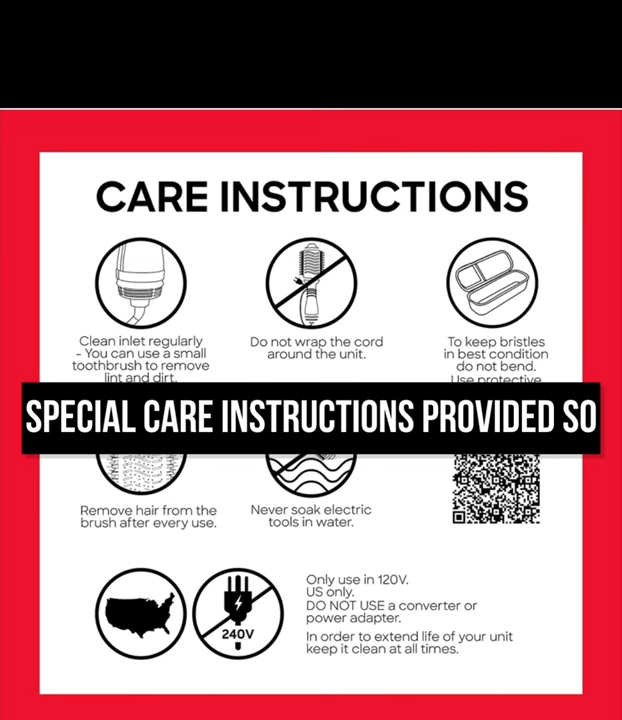 CARE INSTRUCTIONS
Clean inlet regularly
- You can use a small
toothbrush to remove
lint and dirt.
Do not wrap the cord
around the unit.
To keep bristles
in best condition
do not bend.
Use protective
SPECIAL CARE INSTRUCTIONS PROVIDED SO
Remove hair from the
brush after every use.
Never soak electric
tools in water.
240V
Only use in 120V.
US only.
DO NOT USE a converter or
power adapter.
In order to extend life of your unit
keep it clean at all times.